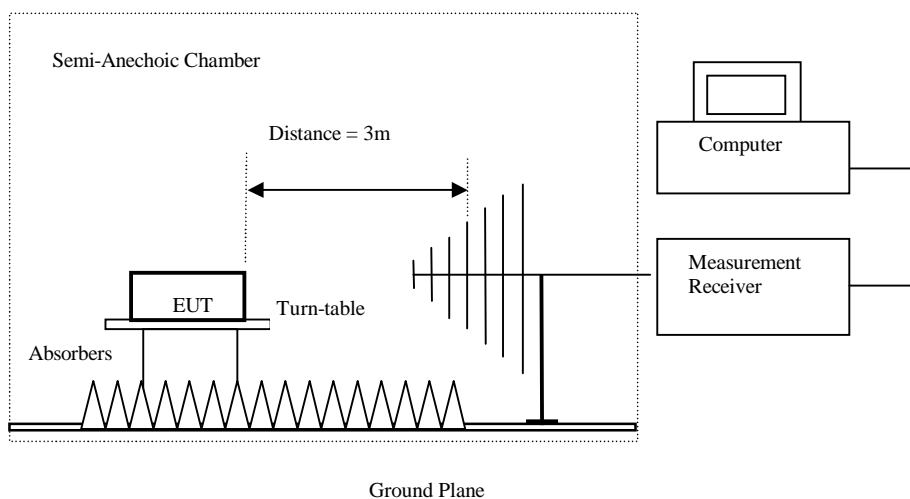 Semi-Anechoic Chamber
Distance = 3m
Computer
Measurement
Receiver
EUT
Turn-table
Absorbers
Ground Plane